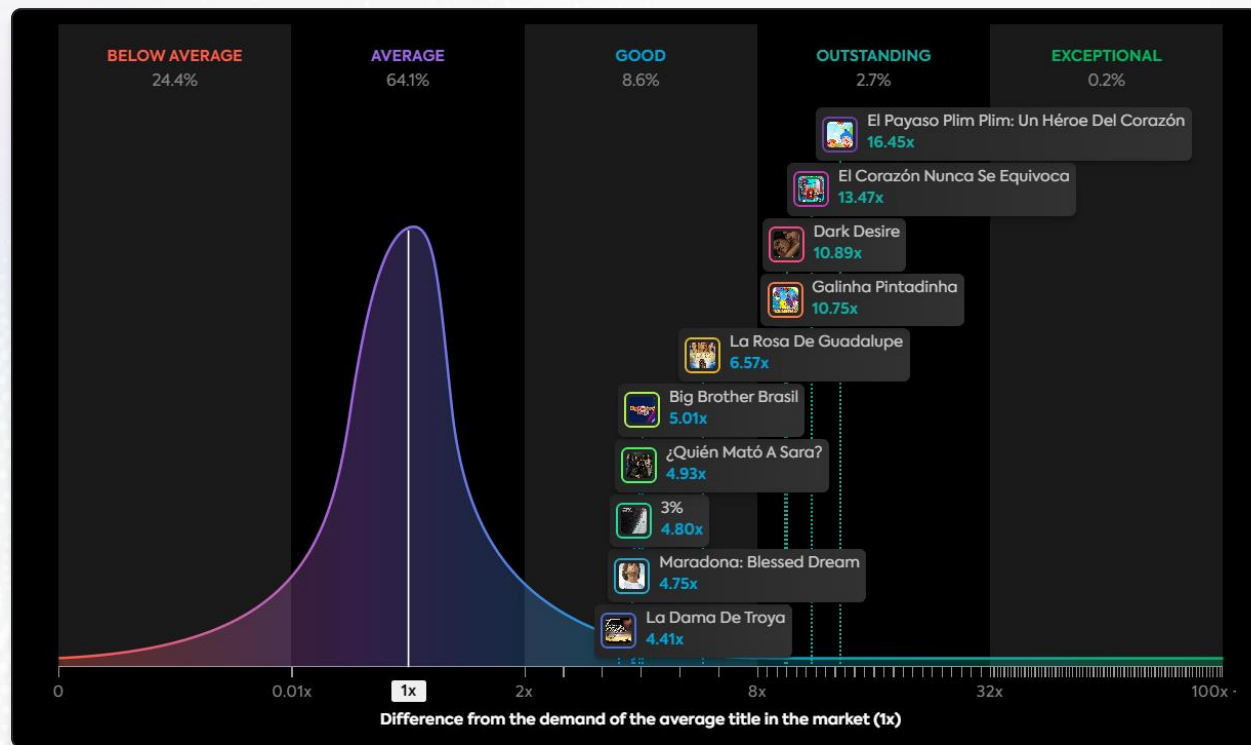 BELOW AVERAGE
24.4%
AVERAGE
64.1%
GOOD
8.6%
OUTSTANDING
2.7%
EXCEPTIONAL
0.2%
El Payaso Plim Plim: Un Héroe Del Corazón
16.45x
El Corazón Nunca Se Equivoca
13.47x
Dark Desire
10.89x
Galinha Pintadinha
10.75x
La Rosa De Guadalupe
6.57x
Big Brother Brasil
5.01x
¿Quién Mató A Sara?
4.93x
3%
4.80x
Maradona: Blessed Dream
4.75x
La Dama De Troya
4.41x
0
0.01x
1x
2x
8x
32x
100x
Difference from the demand of the average title in the market (1x)